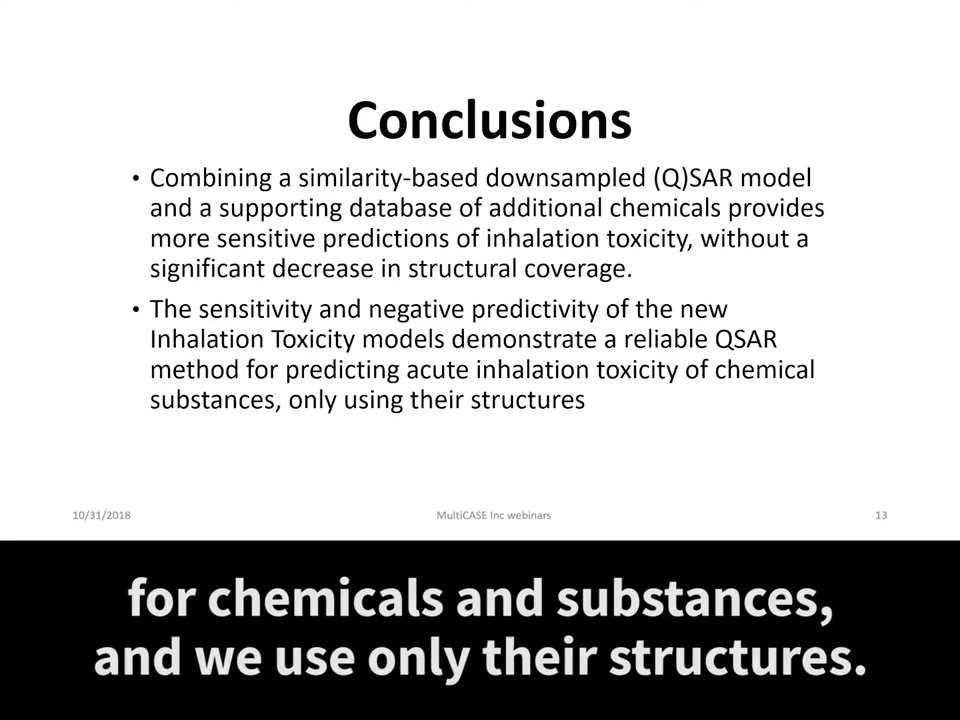 Conclusions
• Combining a similarity-based downsampled (Q)SAR model
and a supporting database of additional chemicals provides
more sensitive predictions of inhalation toxicity, without a
significant decrease in structural coverage.
• The sensitivity and negative predictivity of the new
Inhalation Toxicity models demonstrate a reliable QSAR
method for predicting acute inhalation toxicity of chemical
substances, only using their structures
10/31/2018 MultiCASE Inc webinars 13
for chemicals and substances,
and we use only their structures.